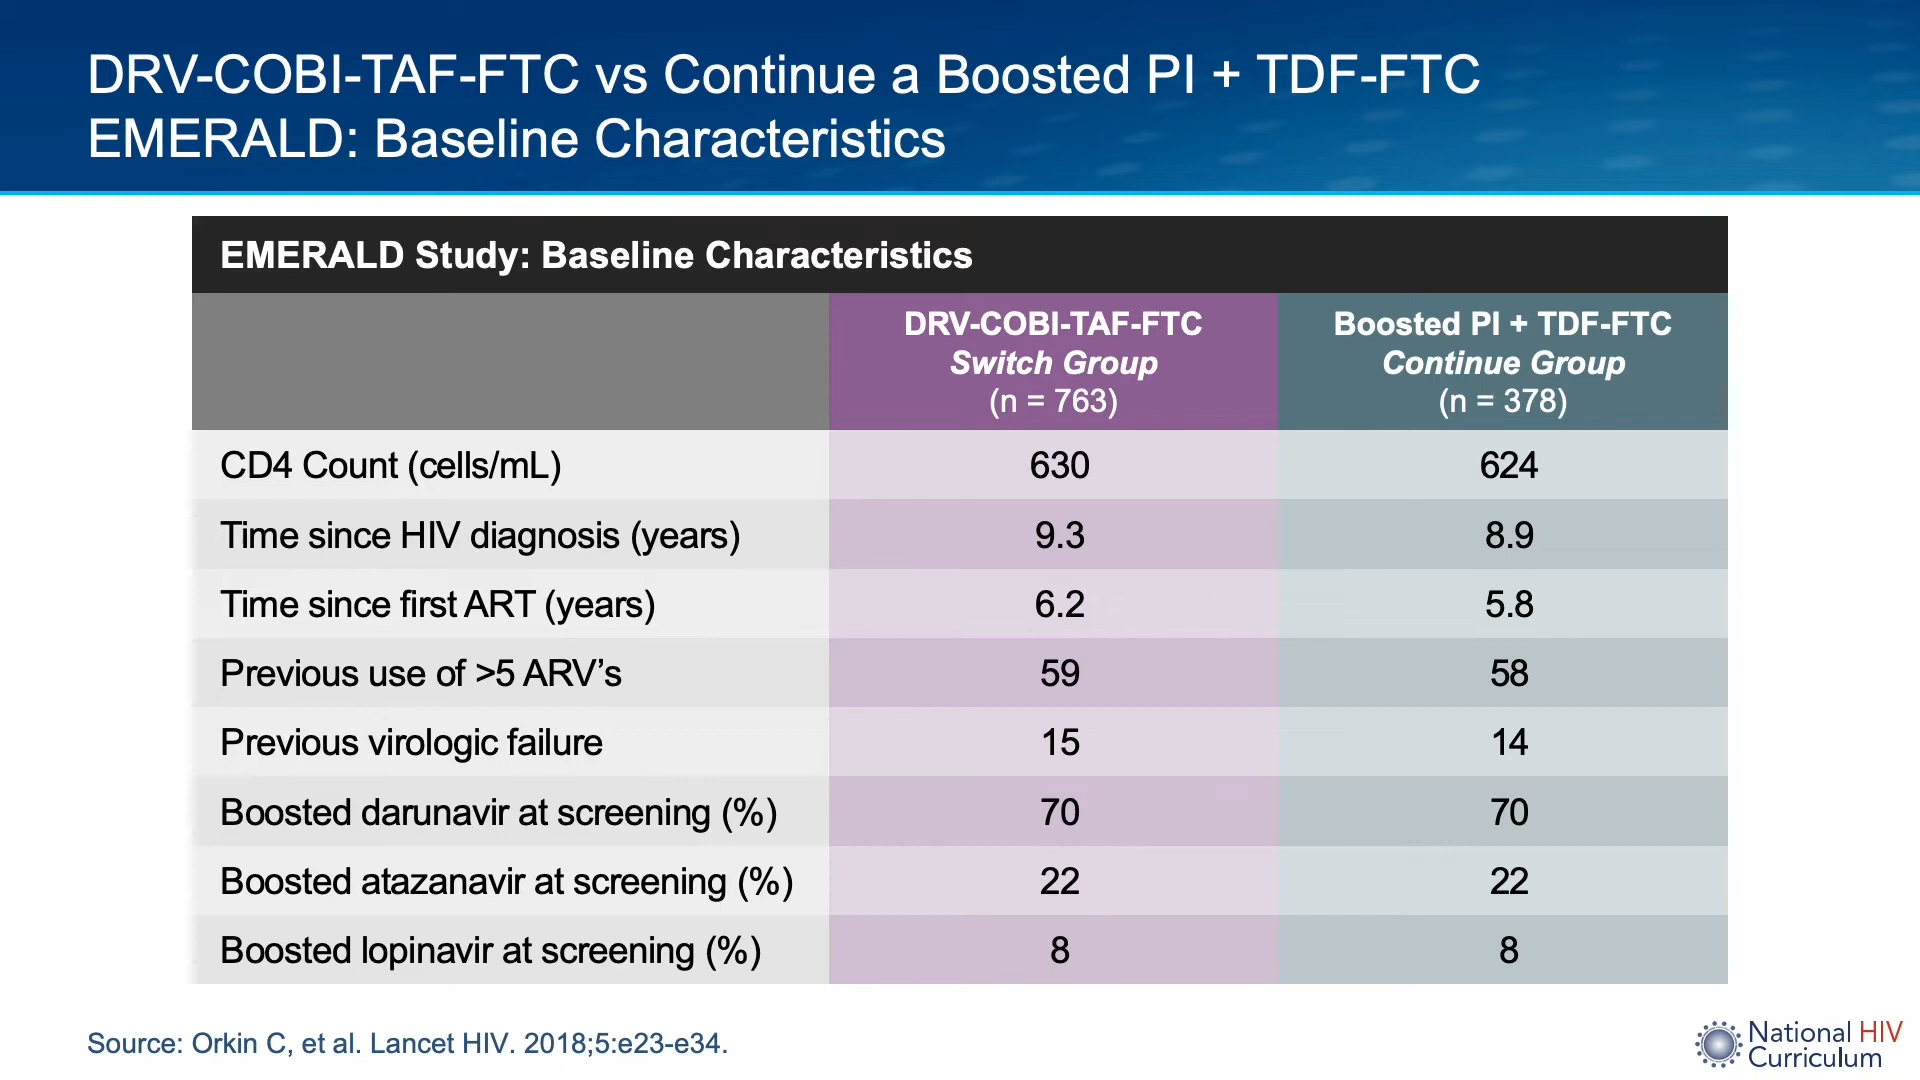 DRV-COBI-TAF-FTC vs Continue a Boosted PI + TDF-FTC
EMERALD: Baseline Characteristics
EMERALD Study: Baseline Characteristics
DRV-COBI-TAF-FTC
Switch Group
(n = 763)
Boosted PI + TDF-FTC
Continue Group
(n = 378)
CD4 Count (cells/mL) 630 624
Time since HIV diagnosis (years) 9.3 8.9
Time since first ART (years) 6.2 5.8
Previous use of >5 ARV’s 59 58
Previous virologic failure 15 14
Boosted darunavir at screening (%) 70 70
Boosted atazanavir at screening (%) 22 22
Boosted lopinavir at screening (%) 8 8
Source: Orkin C, et al. Lancet HIV. 2018;5:e23-e34.
National HIV
Curriculum